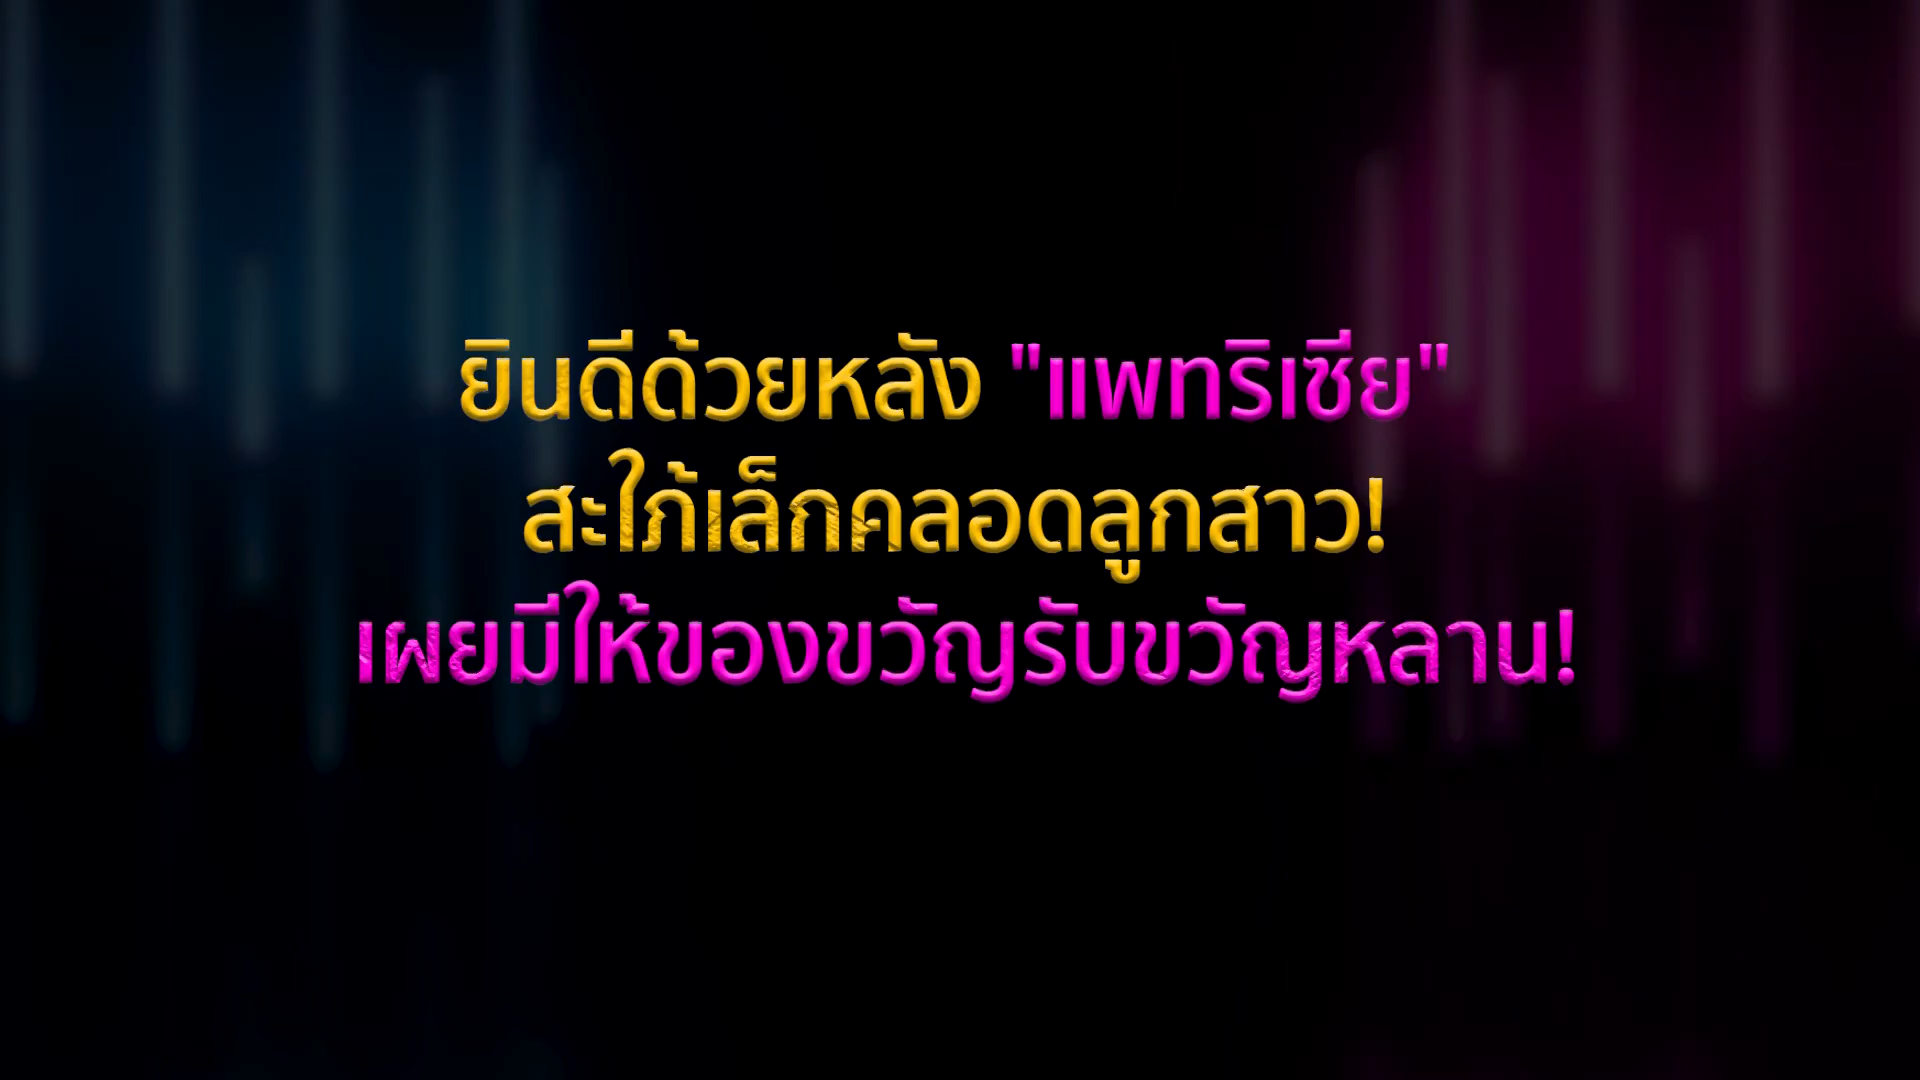 ยินดีด้วยหลัง "แพทริเซีย"
สะใภ้เล็กคลอดลูกสาว!
เผยมีให้ของขวัญรับขวัญหลาน!